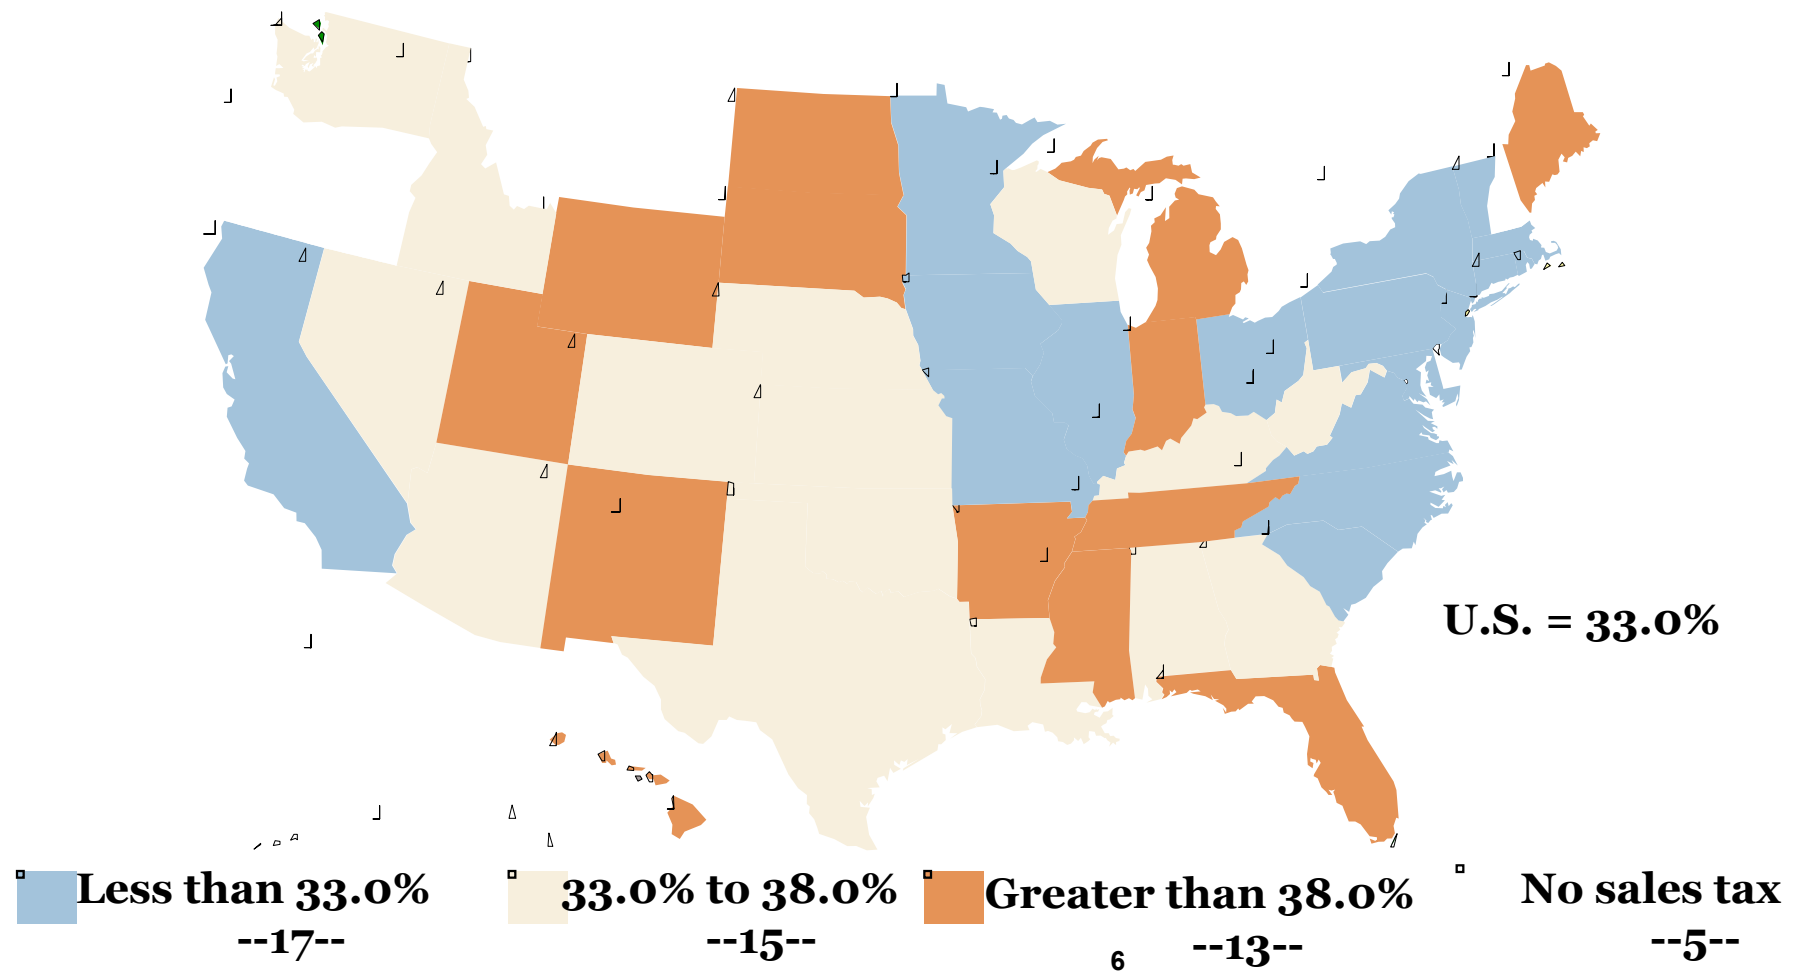 U.S. = 33.0%
Less than 33.0%
--17--
33.0% to 38.0%
--15--
Greater than 38.0%
--13--
No sales tax
--5--
6